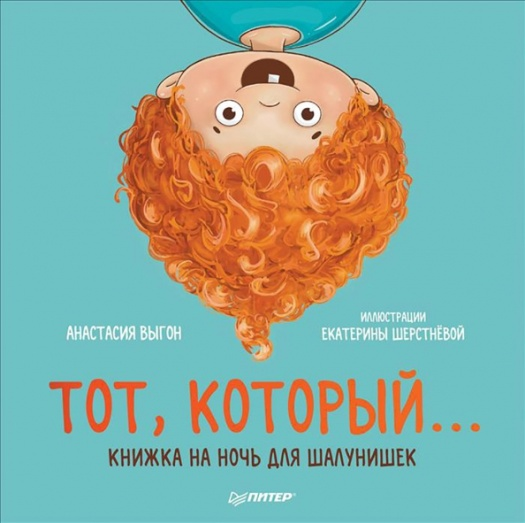 АНАСТАСИЯ ВЫГОН
ИЛЛЮСТРАЦИИ
ЕКАТЕРИНЫ ШЕРСТНЁВОЙ
ТОТ, КОТОРЫЙ...
КНИЖКА НА НОЧЬ ДЛЯ ШАЛУНИШЕК
ПИТЕР